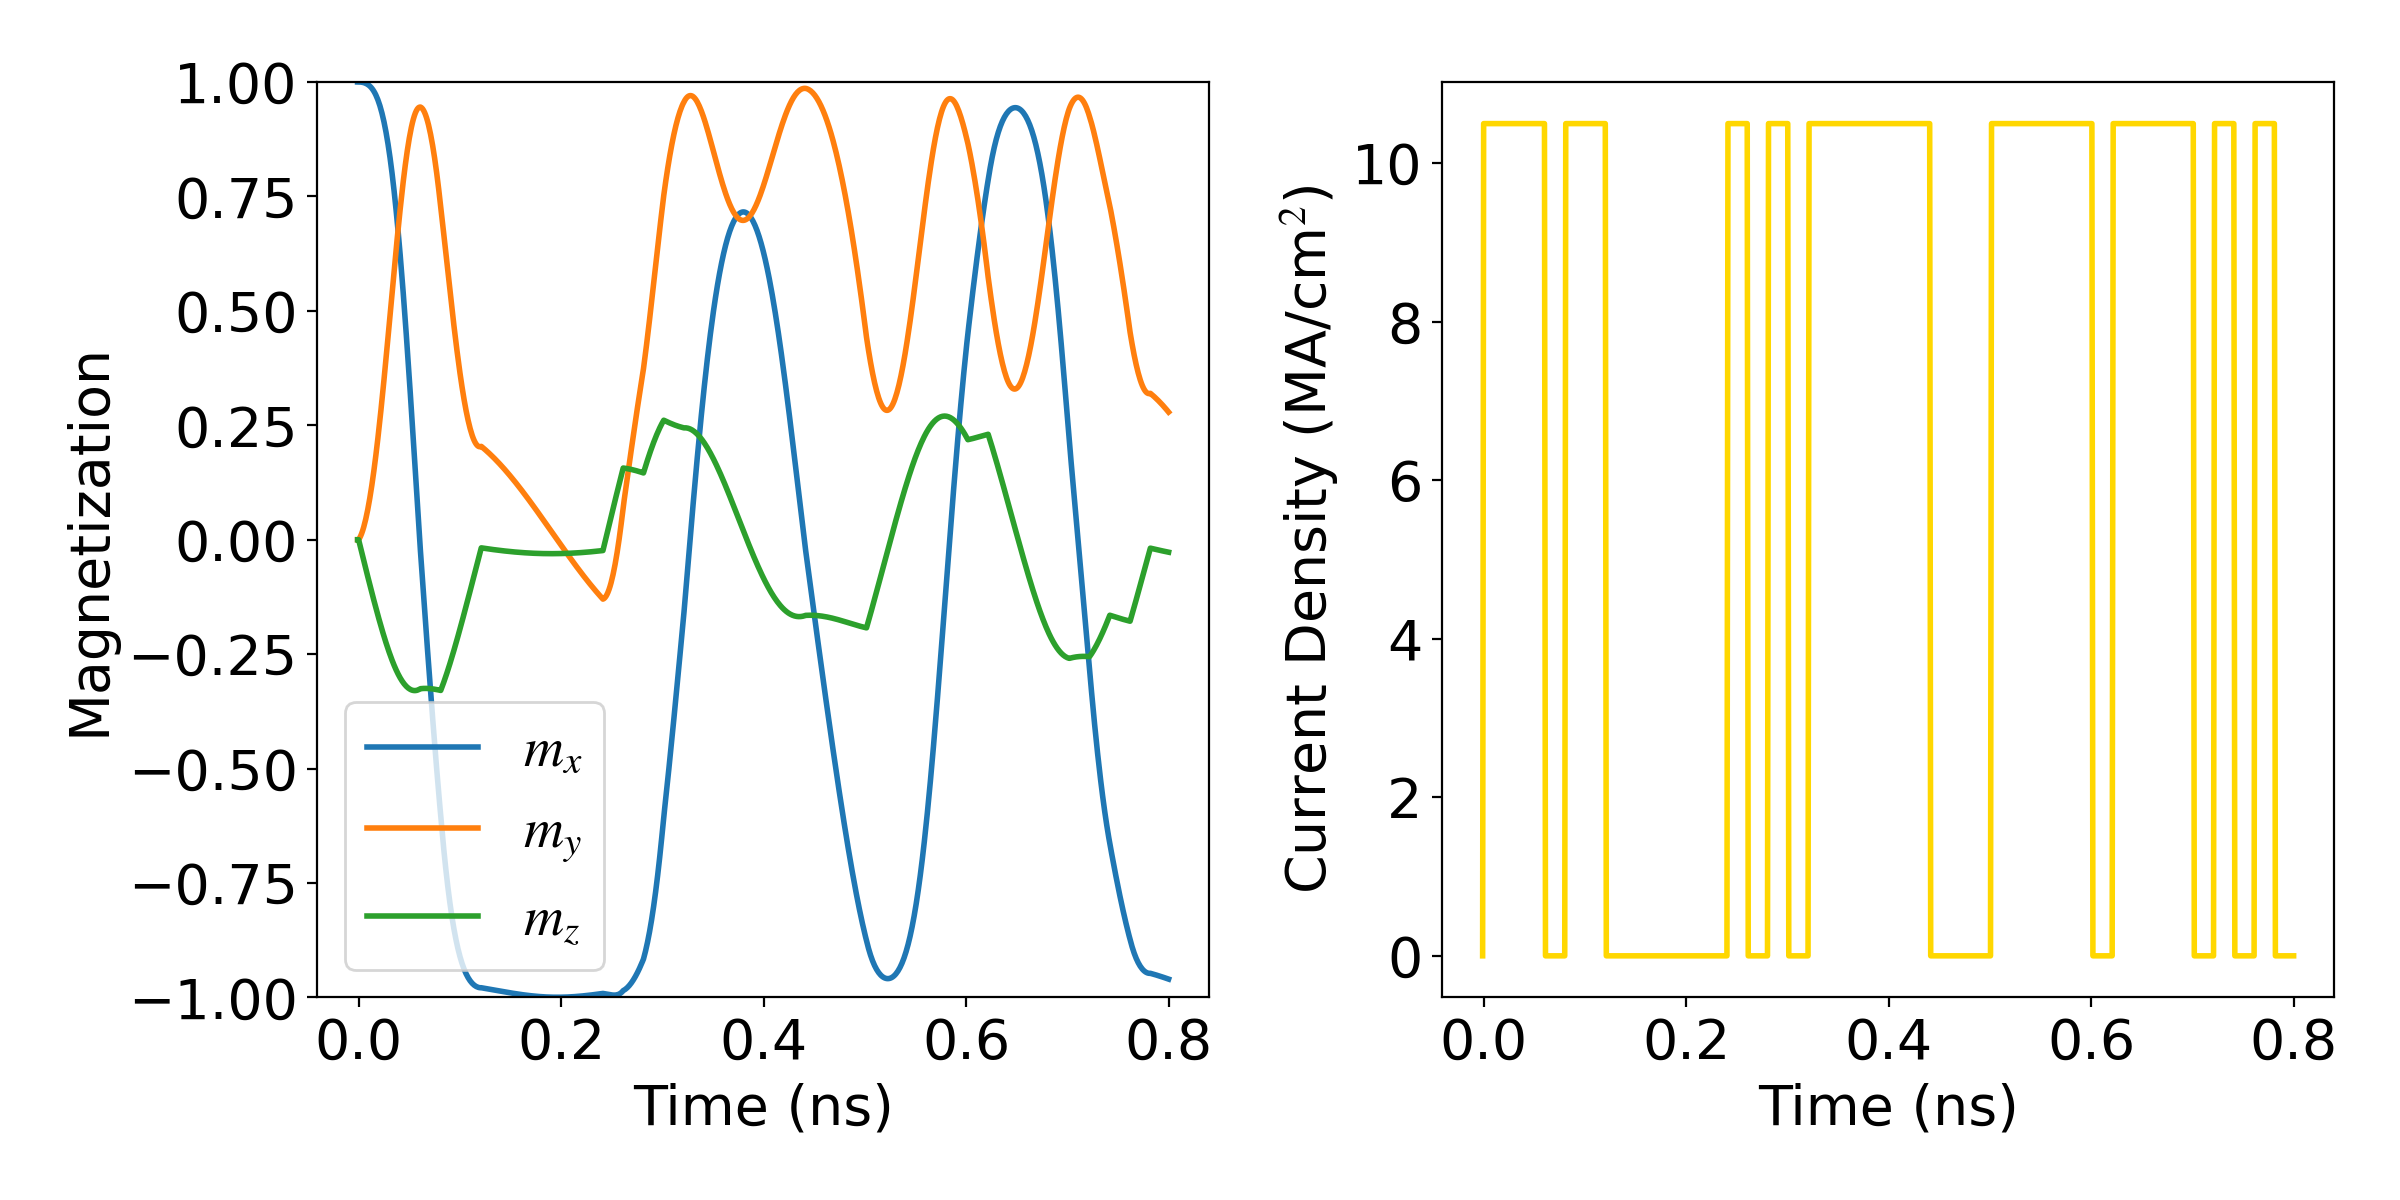 1.00
0.75
0.50
0.25
0.00
−0.25
−0.50
−0.75
−1.00
Magnetization
m_x
m_y
m_z
0.0 0.2 0.4 0.6 0.8
Time (ns)
10
8
6
4
2
0
Current Density (MA/cm²)
0.0 0.2 0.4 0.6 0.8
Time (ns)